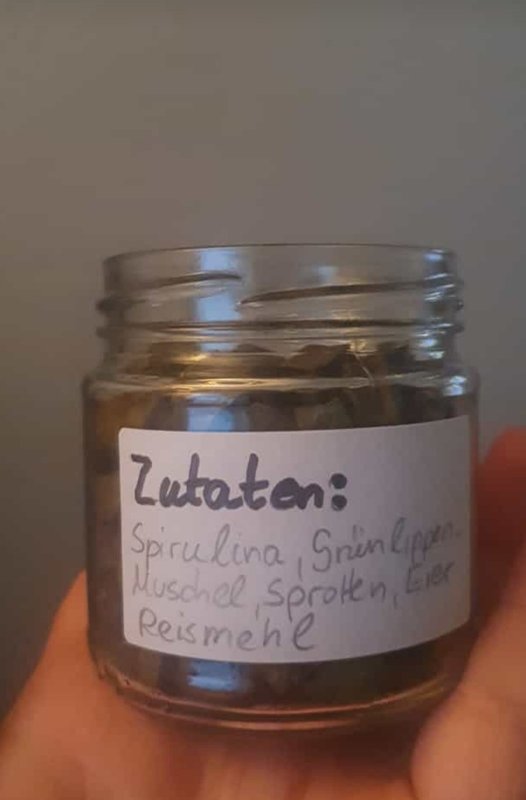 Zutaten:
Spirulina, Grünlippen-
Muschel, Sprotten, Eier
Reismehl